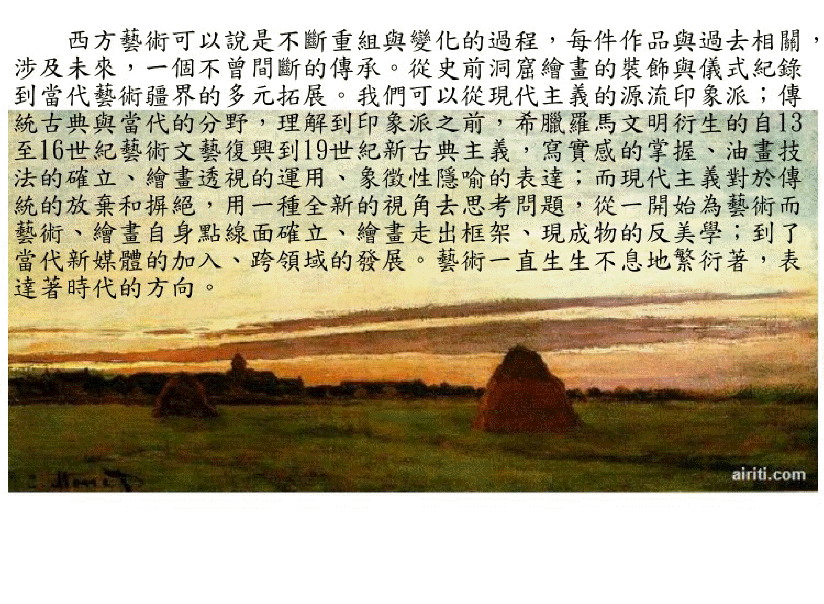 西方藝術可以說是不斷重組與變化的過程，每件作品與過去相關，
涉及未來，一個不曾間斷的傳承。從史前洞窟繪畫的裝飾與儀式紀錄
到當代藝術疆界的多元拓展。我們可以從現代主義的源流印象派；傳
統古典與當代的分野，理解到印象派之前，希臘羅馬文明衍生的自13
至16世紀藝術文藝復興到19世紀新古典主義，寫實感的掌握、油畫技
法的確立、繪畫透視的運用、象徵性隱喻的表達；而現代主義對於傳
統的放棄和摒絕，用一種全新的視角去思考問題，從一開始為藝術而
藝術、繪畫自身點線面確立、繪畫走出框架、現成物的反美學；到了
當代新媒體的加入、跨領域的發展。藝術一直生生不息地繁衍著，表
達著時代的方向。
airiti.com